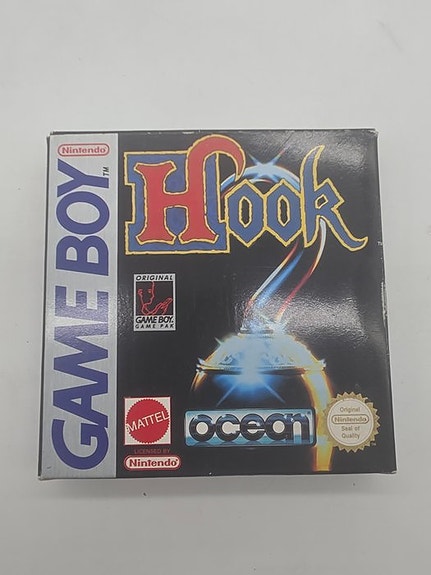 Nintendo
GAME BOY TM
Hook
TM
ORIGINAL
GAME BOY
GAME PAK
MATTEL
LICENSED BY
Nintendo
ocean
Original
Nintendo
Seal of
Quality